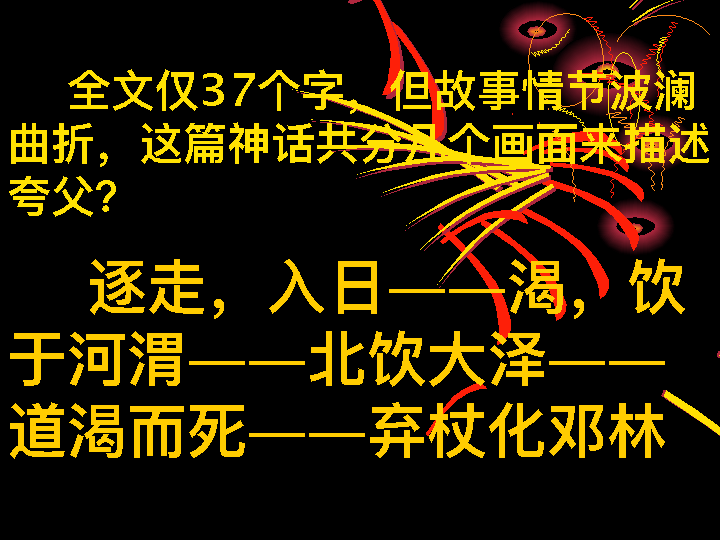 全文仅37个字，但故事情节波澜
曲折，这篇神话共分几个画面来描述
夸父？
逐走，入日——渴，饮
于河渭——北饮大泽——
道渴而死——弃杖化邓林